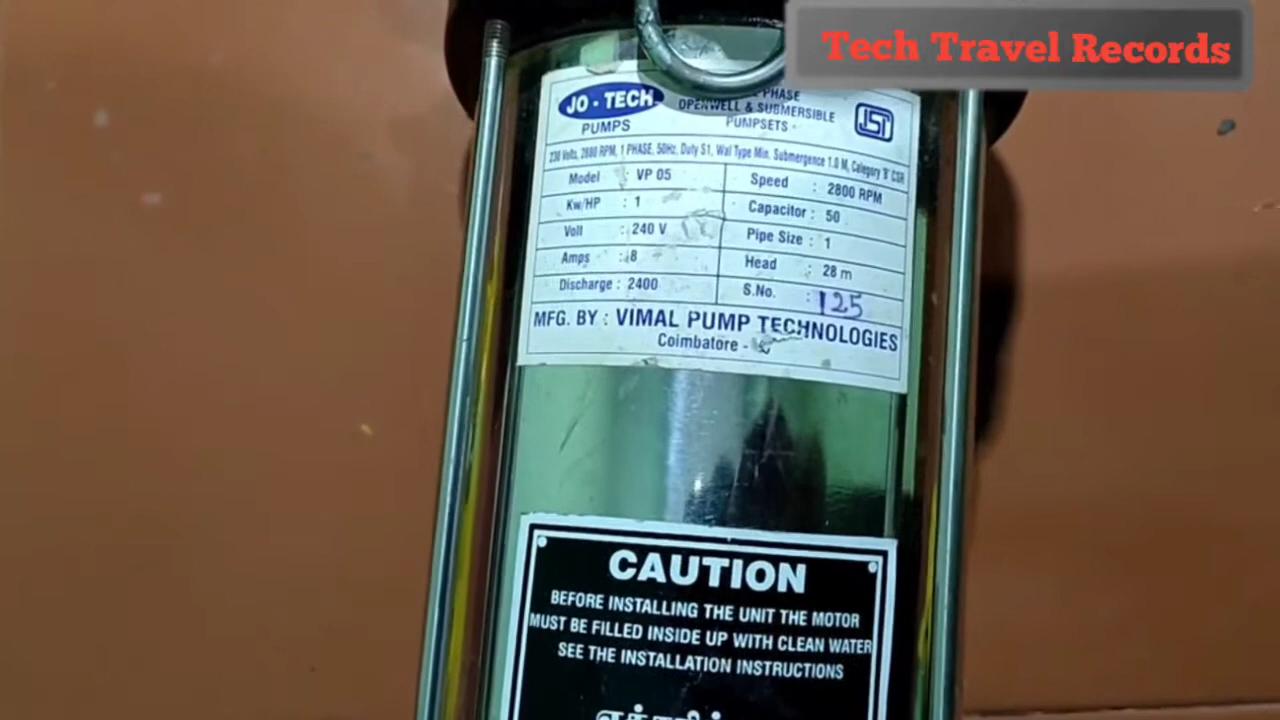 Tech Travel Records
JO - TECH
PUMPS
PHASE
OPENWELL & SUBMERSIBLE
PUMPSETS
ISI
230 Volts, 2880 RPM, 1 PHASE, 50Hz, Duty S1, Wal Type Min. Submergence 1.0 M, Category 'B' CSR
Model : VP 05
Speed : 2800 RPM
Kw/HP : 1
Capacitor : 50
Volt : 240 V
Pipe Size : 1
Amps : 8
Head : 28 m
Discharge : 2400
S.No. : 125
MFG. BY : VIMAL PUMP TECHNOLOGIES
Coimbatore -
CAUTION
BEFORE INSTALLING THE UNIT THE MOTOR
MUST BE FILLED INSIDE UP WITH CLEAN WATER
SEE THE INSTALLATION INSTRUCTIONS